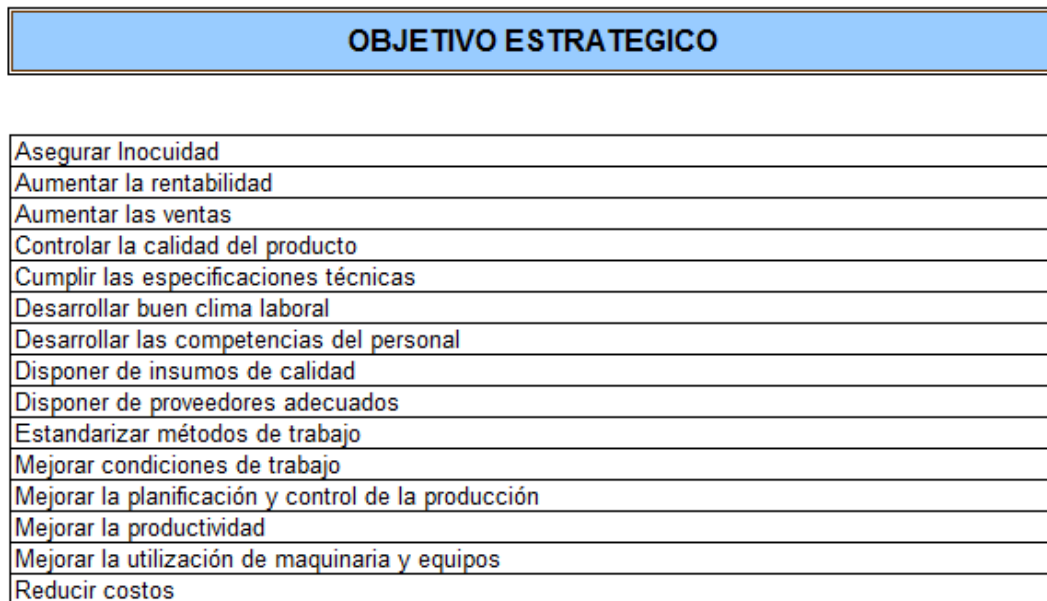 OBJETIVO ESTRATEGICO
Asegurar Inocuidad
Aumentar la rentabilidad
Aumentar las ventas
Controlar la calidad del producto
Cumplir las especificaciones técnicas
Desarrollar buen clima laboral
Desarrollar las competencias del personal
Disponer de insumos de calidad
Disponer de proveedores adecuados
Estandarizar métodos de trabajo
Mejorar condiciones de trabajo
Mejorar la planificación y control de la producción
Mejorar la productividad
Mejorar la utilización de maquinaria y equipos
Reducir costos